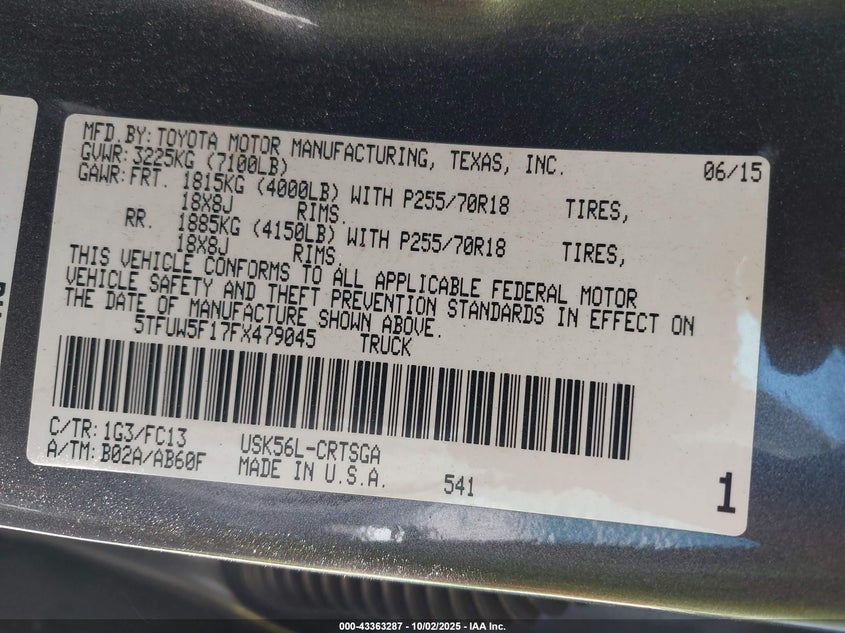 MFD.BY: TOYOTA MOTOR MANUFACTURING, TEXAS, INC. 06/15
GVWR: 3225KG (7100LB)
GAWR: FRT. 1815KG (4000LB) WITH P255/70R18 TIRES,
18X8J RIMS.
RR. 1885KG (4150LB) WITH P255/70R18 TIRES,
18X8J RIMS.
THIS VEHICLE CONFORMS TO ALL APPLICABLE FEDERAL MOTOR
VEHICLE SAFETY AND THEFT PREVENTION STANDARDS IN EFFECT ON
THE DATE OF MANUFACTURE SHOWN ABOVE.
5TFUW5F17FX479045 TRUCK
C/TR: 1G3/FC13 USK56L-CRTSGA
A/TM: B02A/AB60F MADE IN U.S.A. 541 1
000-43363287 - 10/02/2025 - IAA Inc.